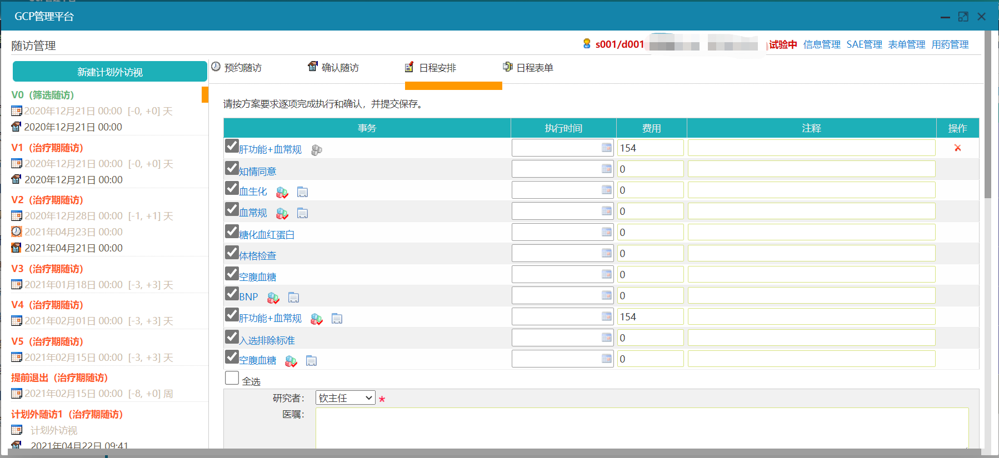 GCP管理平台
随访管理
s001/d001 试验中 信息管理 SAE管理 表单管理 用药管理
新建计划外访视
预约随访 确认随访 日程安排 日程表单
V0（筛选随访）
2020年12月21日 00:00 [-0, +0] 天
2020年12月21日 00:00
V1（治疗期随访）
2020年12月21日 00:00 [-0, +0] 天
2020年12月21日 00:00
V2（治疗期随访）
2020年12月28日 00:00 [-1, +1] 天
2021年04月23日 00:00
2021年04月21日 00:00
V3（治疗期随访）
2021年01月18日 00:00 [-3, +3] 天
V4（治疗期随访）
2021年02月01日 00:00 [-3, +3] 天
V5（治疗期随访）
2021年02月15日 00:00 [-3, +3] 天
提前退出（治疗期随访）
2021年02月15日 00:00 [-8, +0] 周
计划外随访1（治疗期随访）
计划外访视
2021年04月22日 09:41
请按方案要求逐项完成执行和确认，并提交保存。
事务 执行时间 费用 注释 操作
肝功能+血常规 154
知情同意 0
血生化 0
血常规 0
糖化血红蛋白 0
体格检查 0
空腹血糖 0
BNP 0
肝功能+血常规 154
入选排除标准 0
空腹血糖 0
全选
研究者： 钦主任 *
医嘱：